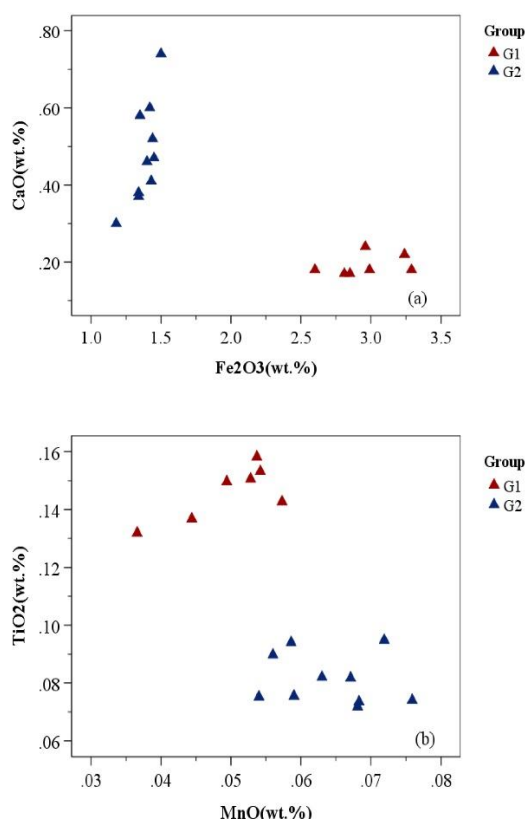 .80
.60
.40
.20
CaO(wt.%)
1.0 1.5 2.0 2.5 3.0 3.5
Fe2O3(wt.%)
(a)
Group
G1
G2
.16
.14
.12
.10
.08
.06
TiO2(wt.%)
.03 .04 .05 .06 .07 .08
MnO(wt.%)
(b)
Group
G1
G2